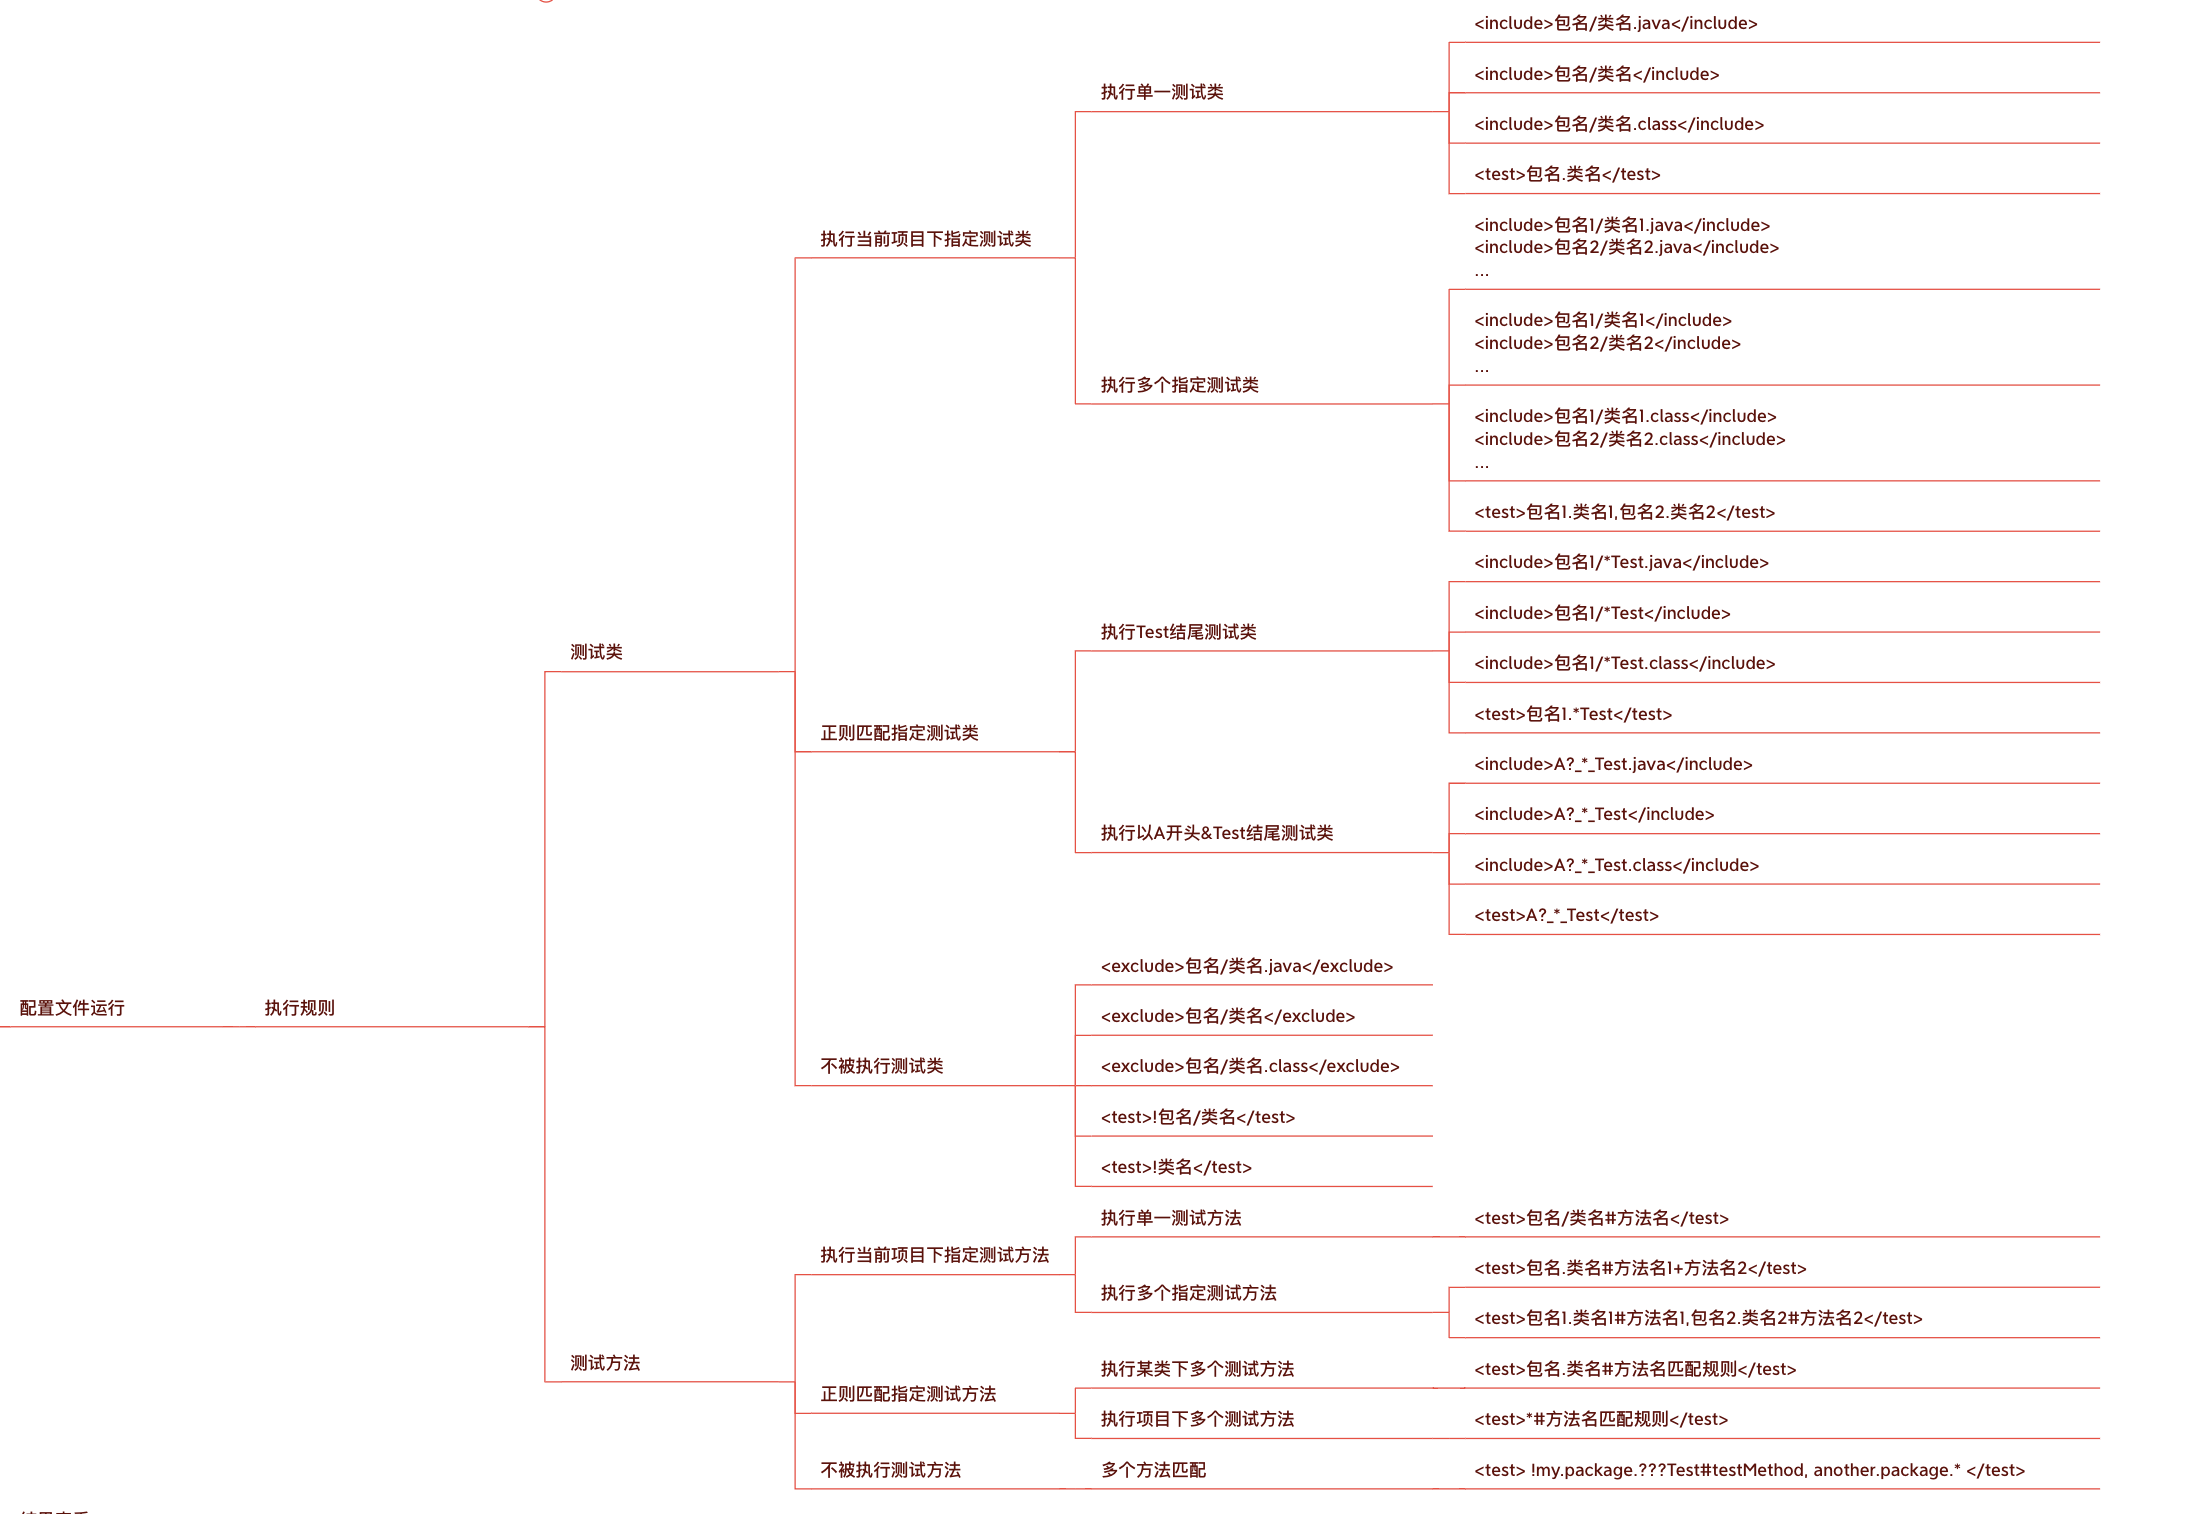 <include>包名/类名.java</include>
<include>包名/类名</include>
执行单一测试类
<include>包名/类名.class</include>
<test>包名.类名</test>
执行当前项目下指定测试类
<include>包名1/类名1.java</include>
<include>包名2/类名2.java</include>
...
<include>包名1/类名1</include>
<include>包名2/类名2</include>
...
执行多个指定测试类
<include>包名1/类名1.class</include>
<include>包名2/类名2.class</include>
...
<test>包名1.类名1,包名2.类名2</test>
<include>包名1/*Test.java</include>
<include>包名1/*Test</include>
执行Test结尾测试类
<include>包名1/*Test.class</include>
<test>包名1.*Test</test>
测试类
正则匹配指定测试类
<include>A?_*_Test.java</include>
<include>A?_*_Test</include>
执行以A开头&Test结尾测试类
<include>A?_*_Test.class</include>
<test>A?_*_Test</test>
<exclude>包名/类名.java</exclude>
<exclude>包名/类名</exclude>
配置文件运行
执行规则
不被执行测试类
<exclude>包名/类名.class</exclude>
<test>!包名/类名</test>
<test>!类名</test>
执行单一测试方法
<test>包名/类名#方法名</test>
执行当前项目下指定测试方法
<test>包名.类名#方法名1+方法名2</test>
执行多个指定测试方法
<test>包名1.类名1#方法名1,包名2.类名2#方法名2</test>
测试方法
执行某类下多个测试方法
<test>包名.类名#方法名匹配规则</test>
正则匹配指定测试方法
执行项目下多个测试方法
<test>*#方法名匹配规则</test>
不被执行测试方法
多个方法匹配
<test> !my.package.???Test#testMethod, another.package.* </test>